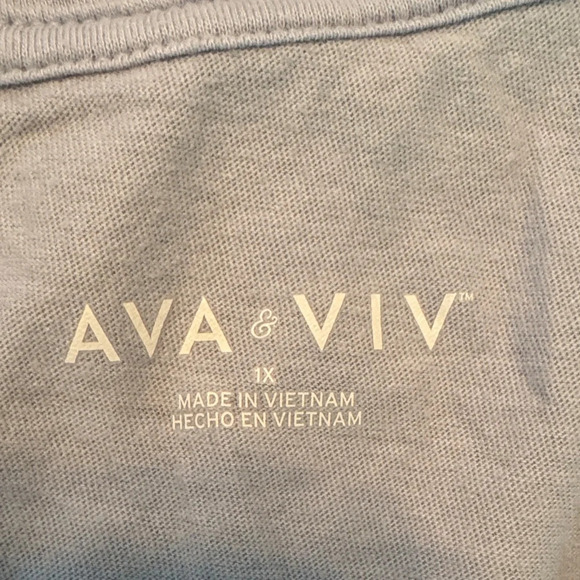 AVA & VIV™
1X
MADE IN VIETNAM
HECHO EN VIETNAM